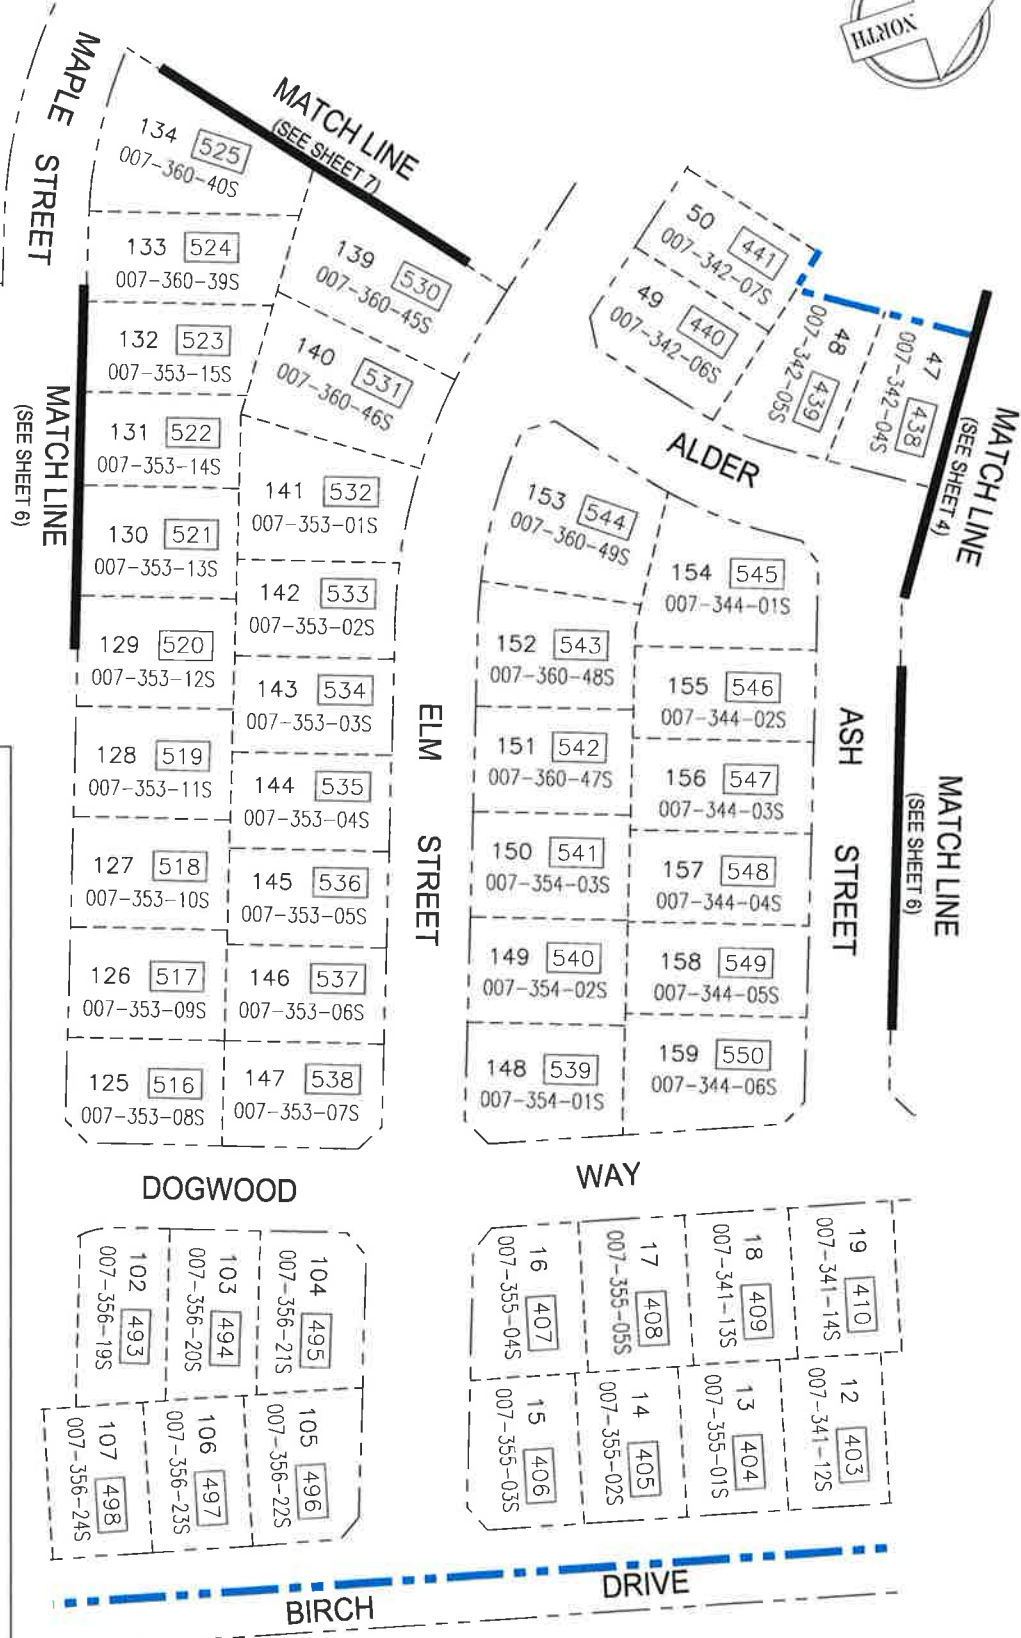 NORTH
MAPLE STREET
MATCH LINE
(SEE SHEET 7)
134 525
007-360-40S
133 524
007-360-39S
132 523
007-353-15S
131 522
007-353-14S
130 521
007-353-13S
129 520
007-353-12S
128 519
007-353-11S
127 518
007-353-10S
126 517
007-353-09S
125 516
007-353-08S
MATCH LINE
(SEE SHEET 6)
139 530
007-360-45S
140 531
007-360-46S
141 532
007-353-01S
142 533
007-353-02S
143 534
007-353-03S
144 535
007-353-04S
145 536
007-353-05S
146 537
007-353-06S
147 538
007-353-07S
ELM STREET
50 441
007-342-07S
49 440
007-342-06S
48 439
007-342-05S
47 438
007-342-04S
MATCH LINE
(SEE SHEET 4)
ALDER
153 544
007-360-49S
152 543
007-360-48S
151 542
007-360-47S
150 541
007-354-03S
149 540
007-354-02S
148 539
007-354-01S
154 545
007-344-01S
155 546
007-344-02S
156 547
007-344-03S
157 548
007-344-04S
158 549
007-344-05S
159 550
007-344-06S
ASH STREET
MATCH LINE
(SEE SHEET 6)
DOGWOOD WAY
102 493
007-356-19S
103 494
007-356-20S
104 495
007-356-21S
107 498
007-356-24S
106 497
007-356-23S
105 496
007-356-22S
16 407
007-355-04S
17 408
007-355-05S
18 409
007-341-13S
19 410
007-341-14S
15 406
007-355-03S
14 405
007-355-02S
13 404
007-355-01S
12 403
007-341-12S
BIRCH DRIVE